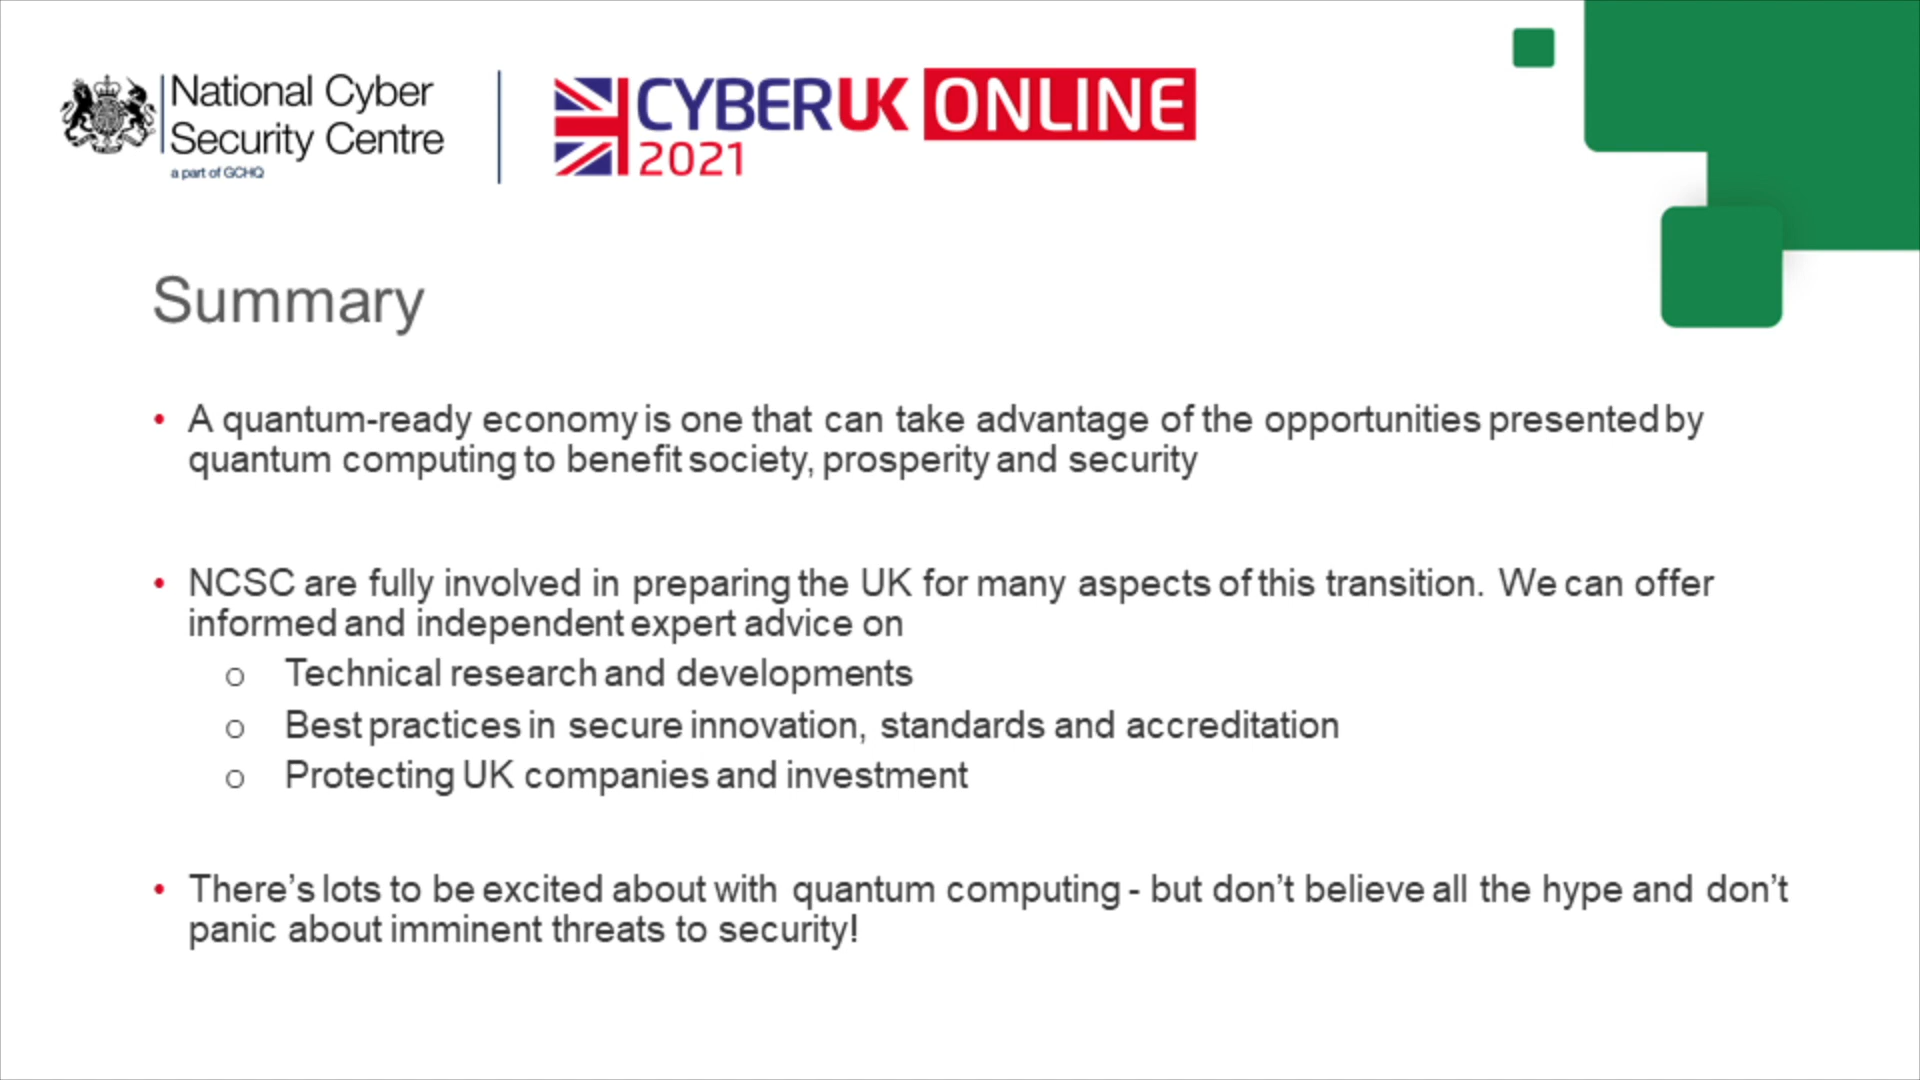 National Cyber
Security Centre
a part of GCHQ
CYBERUK ONLINE
2021
Summary
• A quantum-ready economy is one that can take advantage of the opportunities presented by
quantum computing to benefit society, prosperity and security
• NCSC are fully involved in preparing the UK for many aspects of this transition. We can offer
informed and independent expert advice on
o Technical research and developments
o Best practices in secure innovation, standards and accreditation
o Protecting UK companies and investment
• There’s lots to be excited about with quantum computing - but don’t believe all the hype and don’t
panic about imminent threats to security!